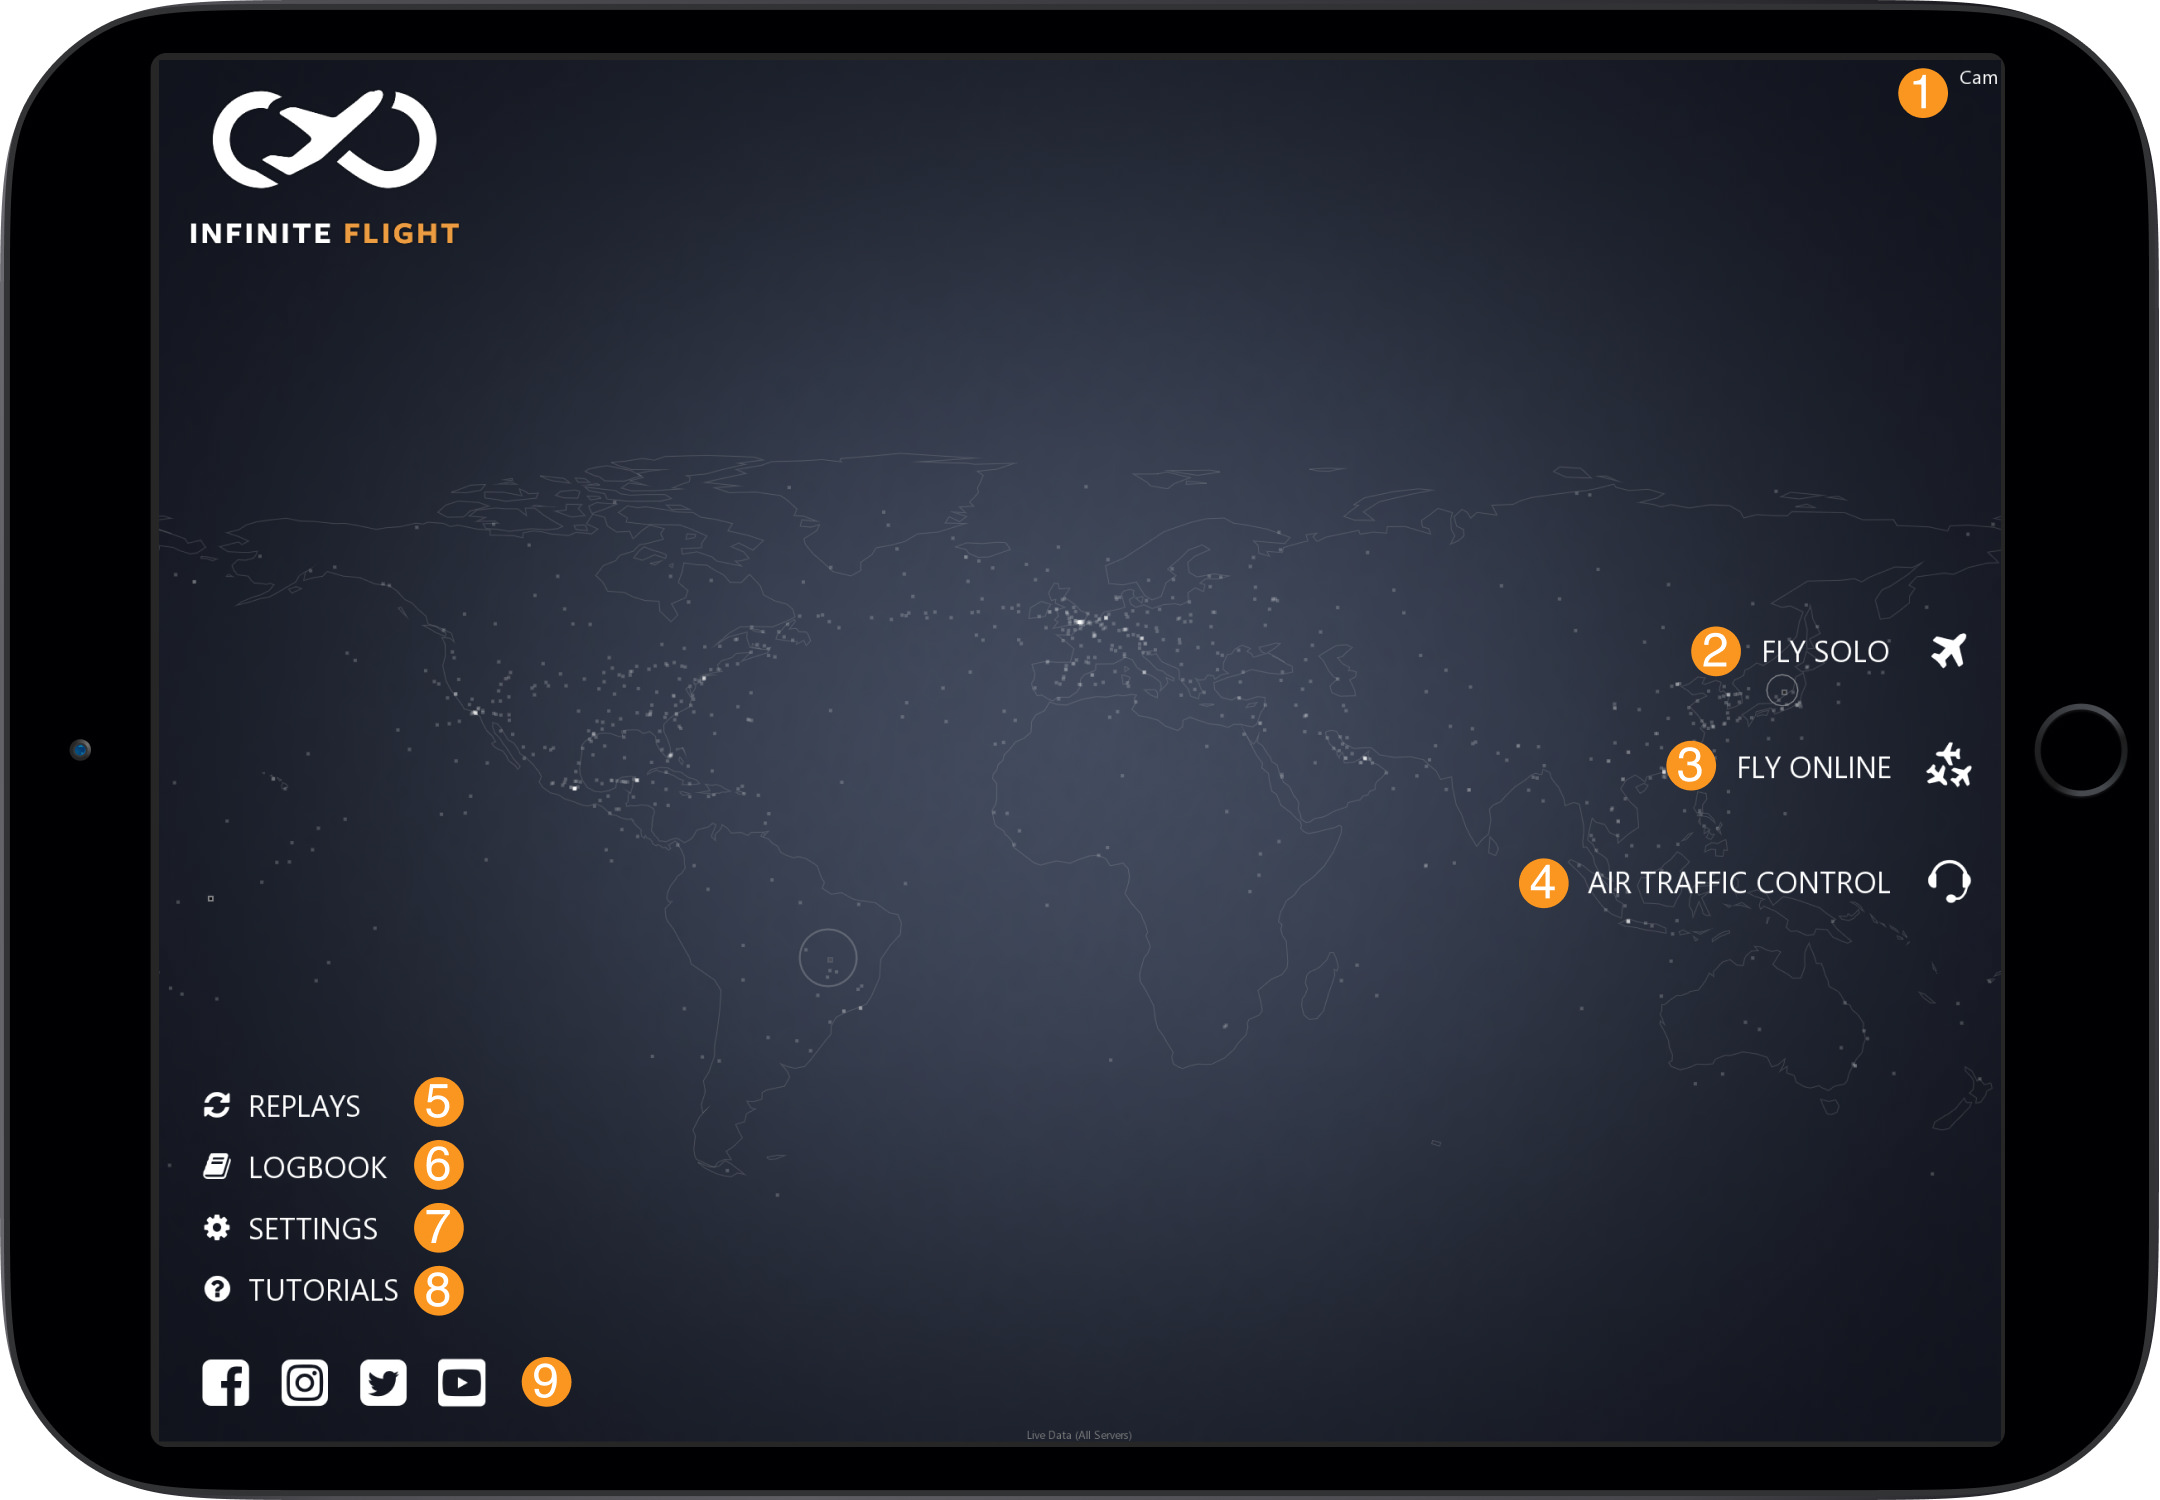 1 Cam
INFINITE FLIGHT
2 FLY SOLO
3 FLY ONLINE
4 AIR TRAFFIC CONTROL
REPLAYS 5
LOGBOOK 6
SETTINGS 7
TUTORIALS 8
9
Live Data (All Servers)